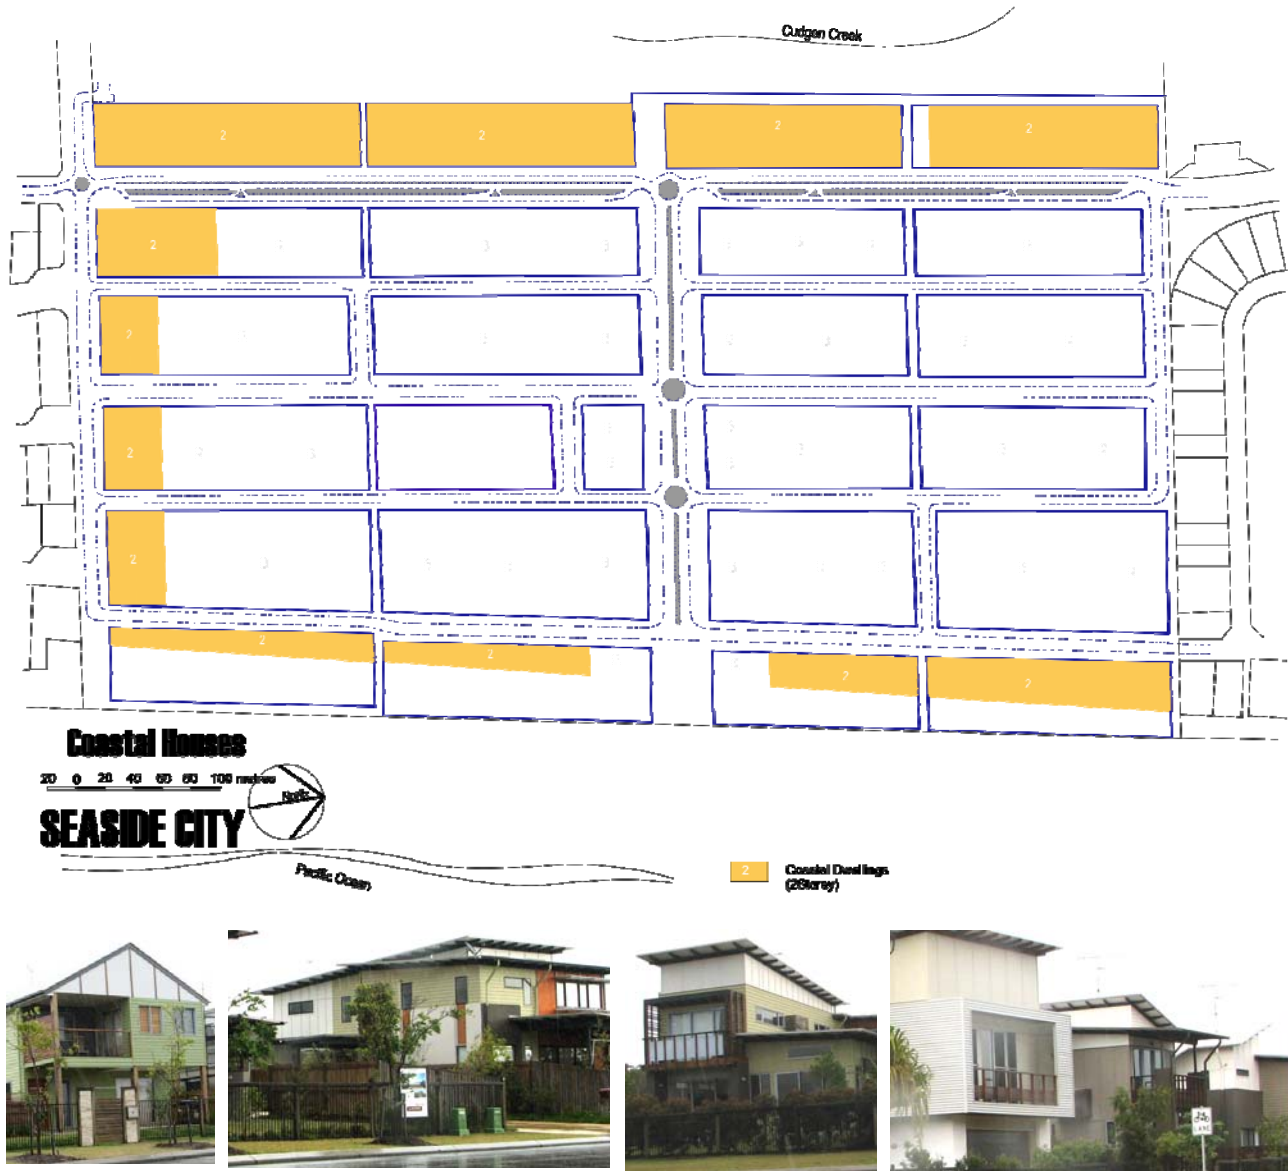 Cudgen Creek
2 2 2 2
2
2
2
2
2 2 2 2
Coastal Houses
20 0 20 40 60 80 100 metres
North
SEASIDE CITY
Pacific Ocean
2 Coastal Dwellings
(2Storey)
LANE